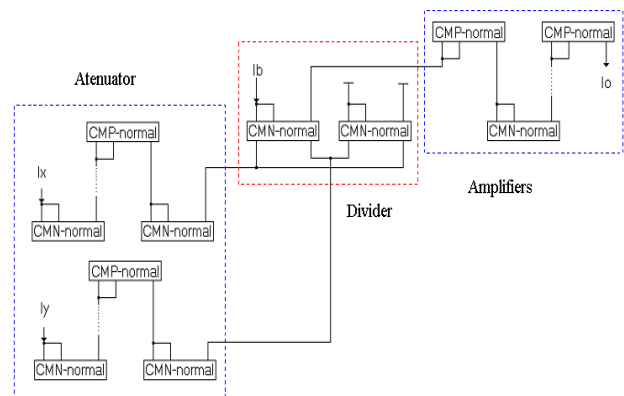 CMP-normal
CMP-normal
Io
CMN-normal
Amplifiers
Ib
CMN-normal
CMN-normal
Divider
Atenuator
CMP-normal
Ix
CMN-normal
CMN-normal
CMP-normal
Iy
CMN-normal
CMN-normal